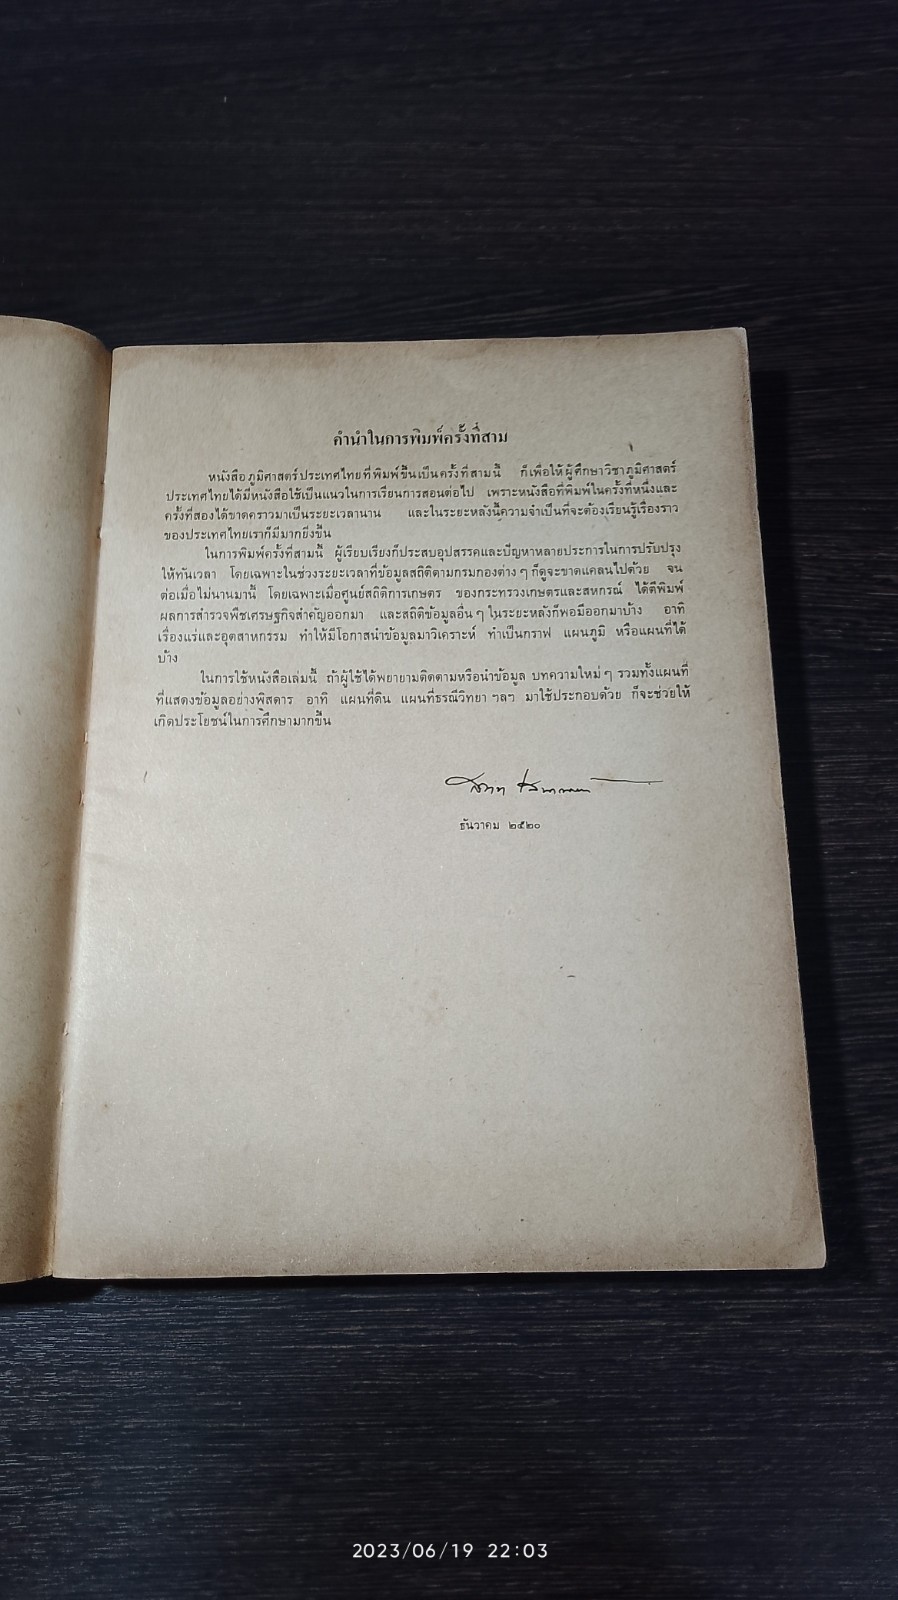 คำนำในการพิมพ์ครั้งที่สาม
หนังสือภูมิศาสตร์ประเทศไทยที่พิมพ์ขึ้นเป็นครั้งที่สามนี้ ก็เพื่อให้ผู้ศึกษาวิชาภูมิศาสตร์
ประเทศไทยได้มีหนังสือใช้เป็นแนวในการเรียนการสอนต่อไป เพราะหนังสือที่พิมพ์ในครั้งที่หนึ่งและ
ครั้งที่สองได้ขาดคราวมาเป็นระยะเวลานาน และในระยะหลังนี้ความจำเป็นที่จะต้องเรียนรู้เรื่องราว
ของประเทศไทยเราก็มีมากยิ่งขึ้น
ในการพิมพ์ครั้งที่สามนี้ ผู้เรียบเรียงก็ประสบอุปสรรคและปัญหาหลายประการในการปรับปรุง
ให้ทันเวลา โดยเฉพาะในช่วงระยะเวลาที่ข้อมูลสถิติตามกรมกองต่าง ๆ ก็ดูจะขาดแคลนไปด้วย จน
ต่อเมื่อไม่นานมานี้ โดยเฉพาะเมื่อศูนย์สถิติการเกษตร ของกระทรวงเกษตรและสหกรณ์ ได้ตีพิมพ์
ผลการสำรวจพืชเศรษฐกิจสำคัญออกมา และสถิติข้อมูลอื่น ๆ ในระยะหลังก็พอมีออกมาบ้าง อาทิ
เรื่องแร่และอุตสาหกรรม ทำให้มีโอกาสนำข้อมูลมาวิเคราะห์ ทำเป็นกราฟ แผนภูมิ หรือแผนที่ได้
บ้าง
ในการใช้หนังสือเล่มนี้ ถ้าผู้ใช้ได้พยายามติดตามหรือนำข้อมูล บทความใหม่ ๆ รวมทั้งแผนที่
ที่แสดงข้อมูลอย่างพิสดาร อาทิ แผนที่ดิน แผนที่ธรณีวิทยา ฯลฯ มาใช้ประกอบด้วย ก็จะช่วยให้
เกิดประโยชน์ในการศึกษามากขึ้น
ธันวาคม ๒๕๒๐
2023/06/19 22:03